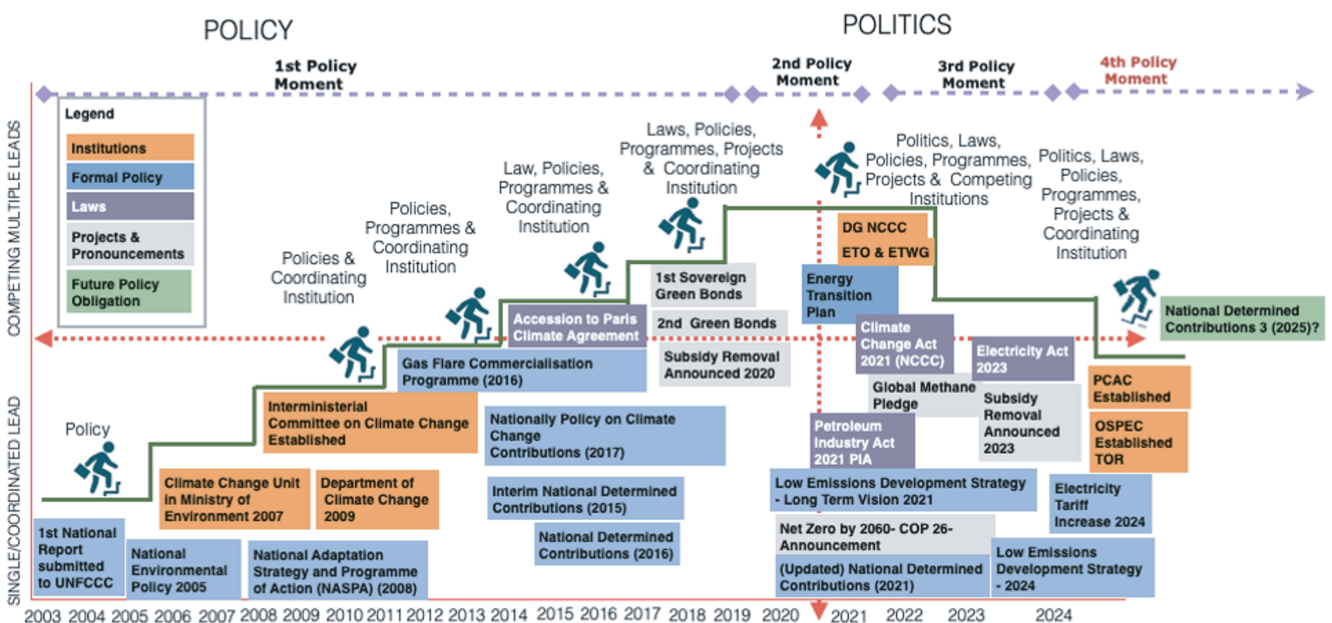 POLICY
POLITICS
1st Policy
Moment
2nd Policy
Moment
3rd Policy
Moment
4th Policy
Moment
COMPETING MULTIPLE LEADS
SINGLE/COORDINATED LEAD
Legend
Institutions
Formal Policy
Laws
Projects &
Pronouncements
Future Policy
Obligation
Policy
Policies &
Coordinating
Institution
Policies,
Programmes &
Coordinating
Institution
Law, Policies,
Programmes &
Coordinating
Institution
Laws, Policies,
Programmes, Projects
& Coordinating
Institution
Politics, Laws,
Policies, Programmes,
Projects & Competing
Institutions
Politics, Laws,
Policies,
Programmes,
Projects &
Coordinating
Institution
DG NCCC
ETO & ETWG
1st Sovereign
Green Bonds
Energy
Transition
Plan
National Determined
Contributions 3 (2025)?
Accession to Paris
Climate Agreement
2nd Green Bonds
Climate
Change Act
2021 (NCCC)
Electricity Act
2023
Gas Flare Commercialisation
Programme (2016)
Subsidy Removal
Announced 2020
Global Methane
Pledge
PCAC
Established
Interministerial
Committee on Climate Change
Established
Nationally Policy on Climate
Change
Contributions (2017)
Petroleum
Industry Act
2021 PIA
Subsidy
Removal
Announced
2023
OSPEC
Established
TOR
Climate Change Unit
in Ministry of
Environment 2007
Department of
Climate Change
2009
Interim National Determined
Contributions (2015)
Low Emissions Development Strategy
- Long Term Vision 2021
Electricity
Tariff
Increase 2024
1st National
Report
submitted
to UNFCCC
National
Environmental
Policy 2005
National Adaptation
Strategy and Programme
of Action (NASPA) (2008)
National Determined
Contributions (2016)
Net Zero by 2060- COP 26-
Announcement
(Updated) National Determined
Contributions (2021)
Low Emissions
Development Strategy
- 2024
2003 2004 2005 2006 2007 2008 2009 2010 2011 2012 2013 2014 2015 2016 2017 2018 2019 2020 2021 2022 2023 2024